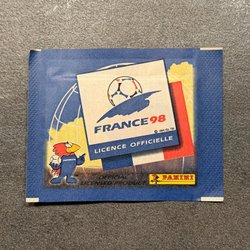 FRANCE 98
LICENCE OFFICIELLE
OFFICIAL
LICENSED PRODUCT
PANINI